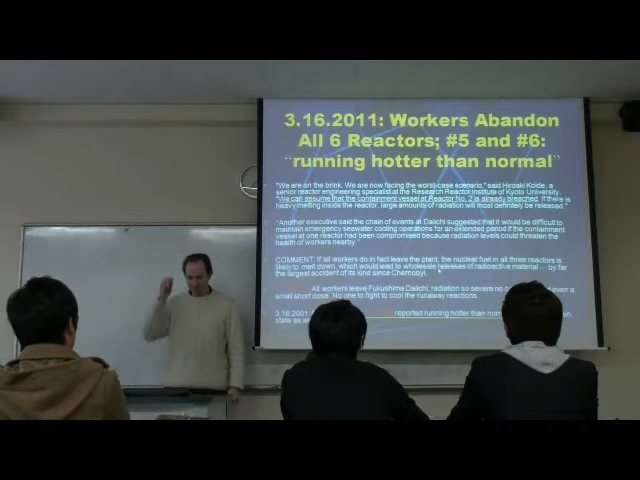 3.16.2011: Workers Abandon
All 6 Reactors; #5 and #6:
"running hotter than normal"
"We are on the brink. We are now facing the worst-case scenario," said Hiroaki Koide, a
senior reactor engineering specialist at the Research Reactor Institute of Kyoto University.
"We can assume that the containment vessel at Reactor No. 2 is already breached. If there is
heavy melting inside the reactor, large amounts of radiation will most definitely be released."
"Another executive said the chain of events at Daiichi suggested that it would be difficult to
maintain emergency seawater cooling operations for an extended period if the containment
vessel at one reactor had been compromised because radiation levels could threaten the
health of workers nearby."
COMMENT: If all workers do in fact leave the plant, the nuclear fuel in all three reactors is
likely to melt down, which would lead to wholesale releases of radioactive material -- by far
the largest accident of its kind since Chernobyl.
All workers leave Fukushima Daiichi, radiation so severe no even a
small short dose. No one to fight to cool the runaway reactions.
3.16.2001: reported running hotter than down
state as